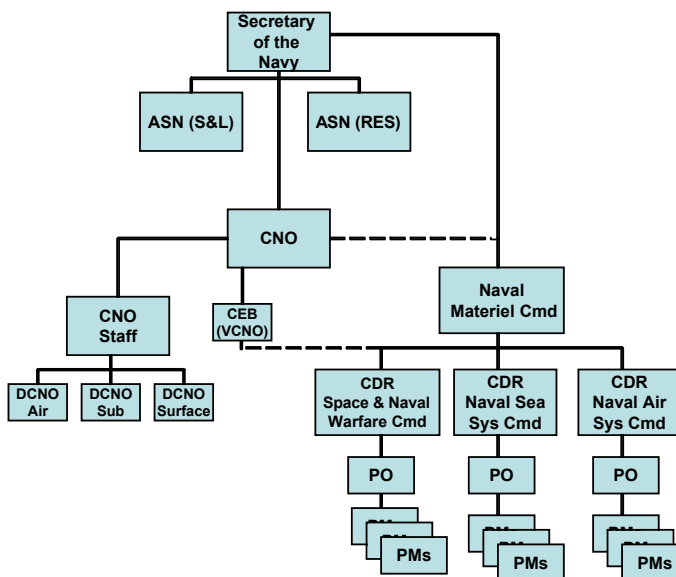 Secretary
of the
Navy
ASN (S&L)
ASN (RES)
CNO
Naval
Materiel Cmd
CNO
Staff
CEB
(VCNO)
DCNO
Air
DCNO
Sub
DCNO
Surface
CDR
Space & Naval
Warfare Cmd
CDR
Naval Sea
Sys Cmd
CDR
Naval Air
Sys Cmd
PO
PO
PO
PMs
PMs
PMs